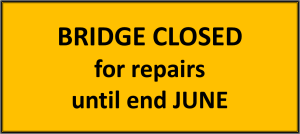 BRIDGE CLOSED
for repairs
until end JUNE